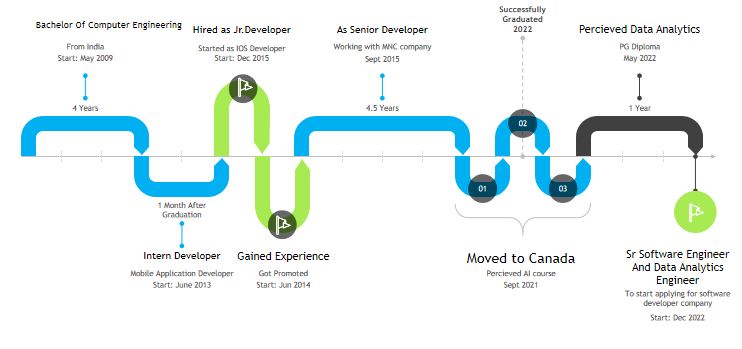 Bachelor Of Computer Engineering
From India
Start: May 2009
4 Years
1 Month After
Graduation
Intern Developer
Mobile Application Developer
Start: June 2013
Hired as Jr.Developer
Started as IOS Developer
Start: Dec 2015
Gained Experience
Got Promoted
Start: Jun 2014
As Senior Developer
Working with MNC company
Sept 2015
4.5 Years
Successfully
Graduated
2022
02
01
03
Moved to Canada
Percieved AI course
Sept 2021
Percieved Data Analytics
PG Diploma
May 2022
1 Year
Sr Software Engineer
And Data Analytics
Engineer
To start applying for software
developer company
Start: Dec 2022